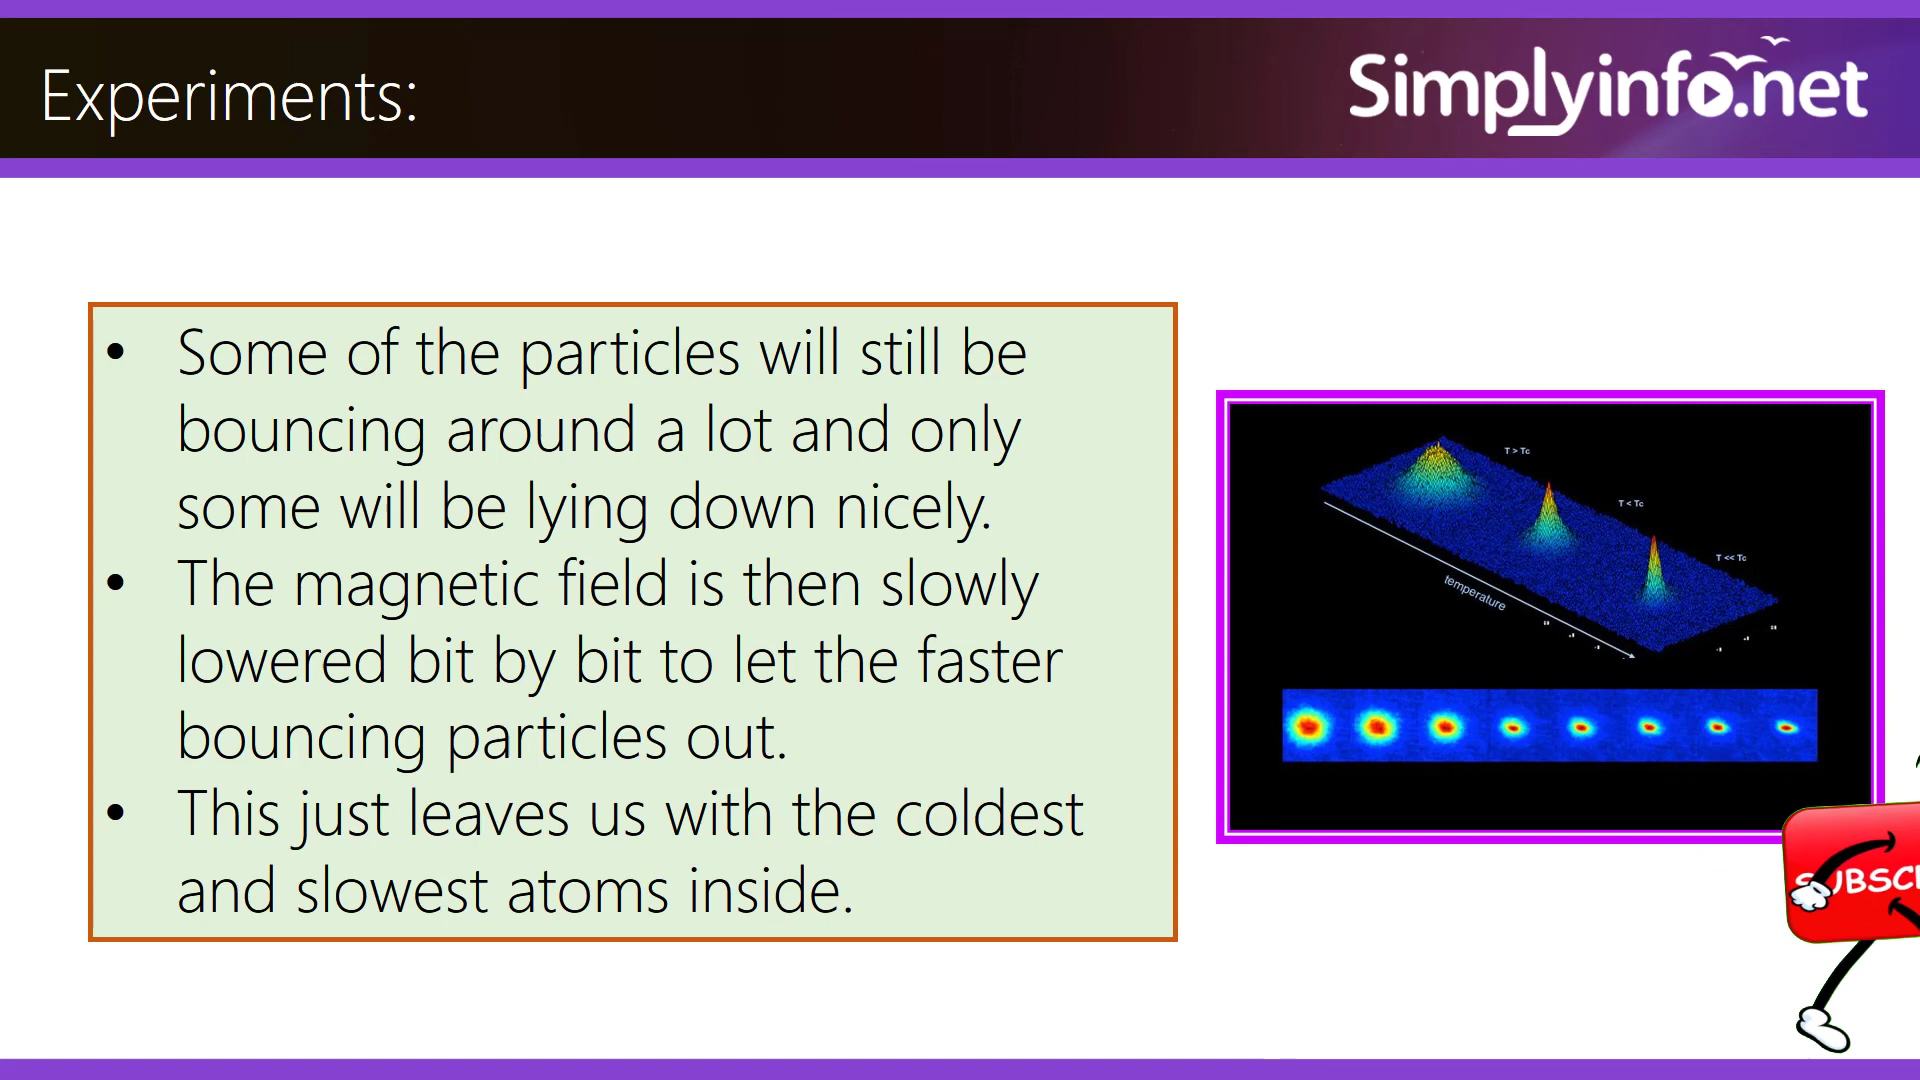 Experiments:
Simplyinfo.net
• Some of the particles will still be
bouncing around a lot and only
some will be lying down nicely.
• The magnetic field is then slowly
lowered bit by bit to let the faster
bouncing particles out.
• This just leaves us with the coldest
and slowest atoms inside.
T > Tc
T < Tc
T << Tc
temperature
SUBSC